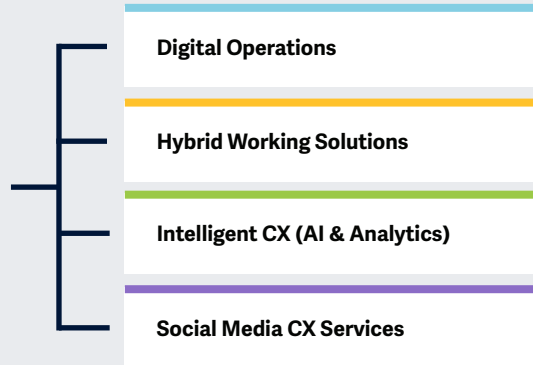 Digital Operations
Hybrid Working Solutions
Intelligent CX (AI & Analytics)
Social Media CX Services